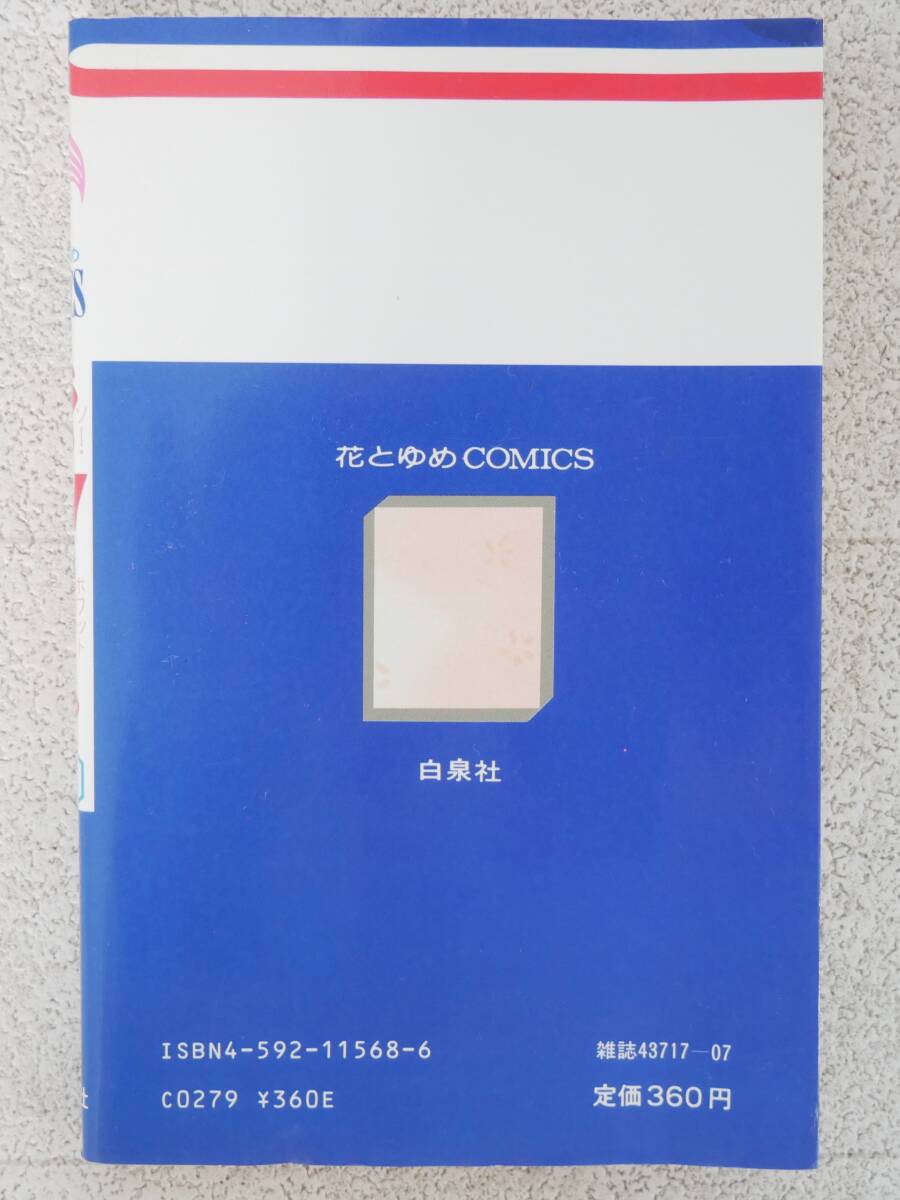 花とゆめCOMICS
白泉社
ISBN4-592-11568-6
雑誌43717-07
C0279 ¥360E
定価360円